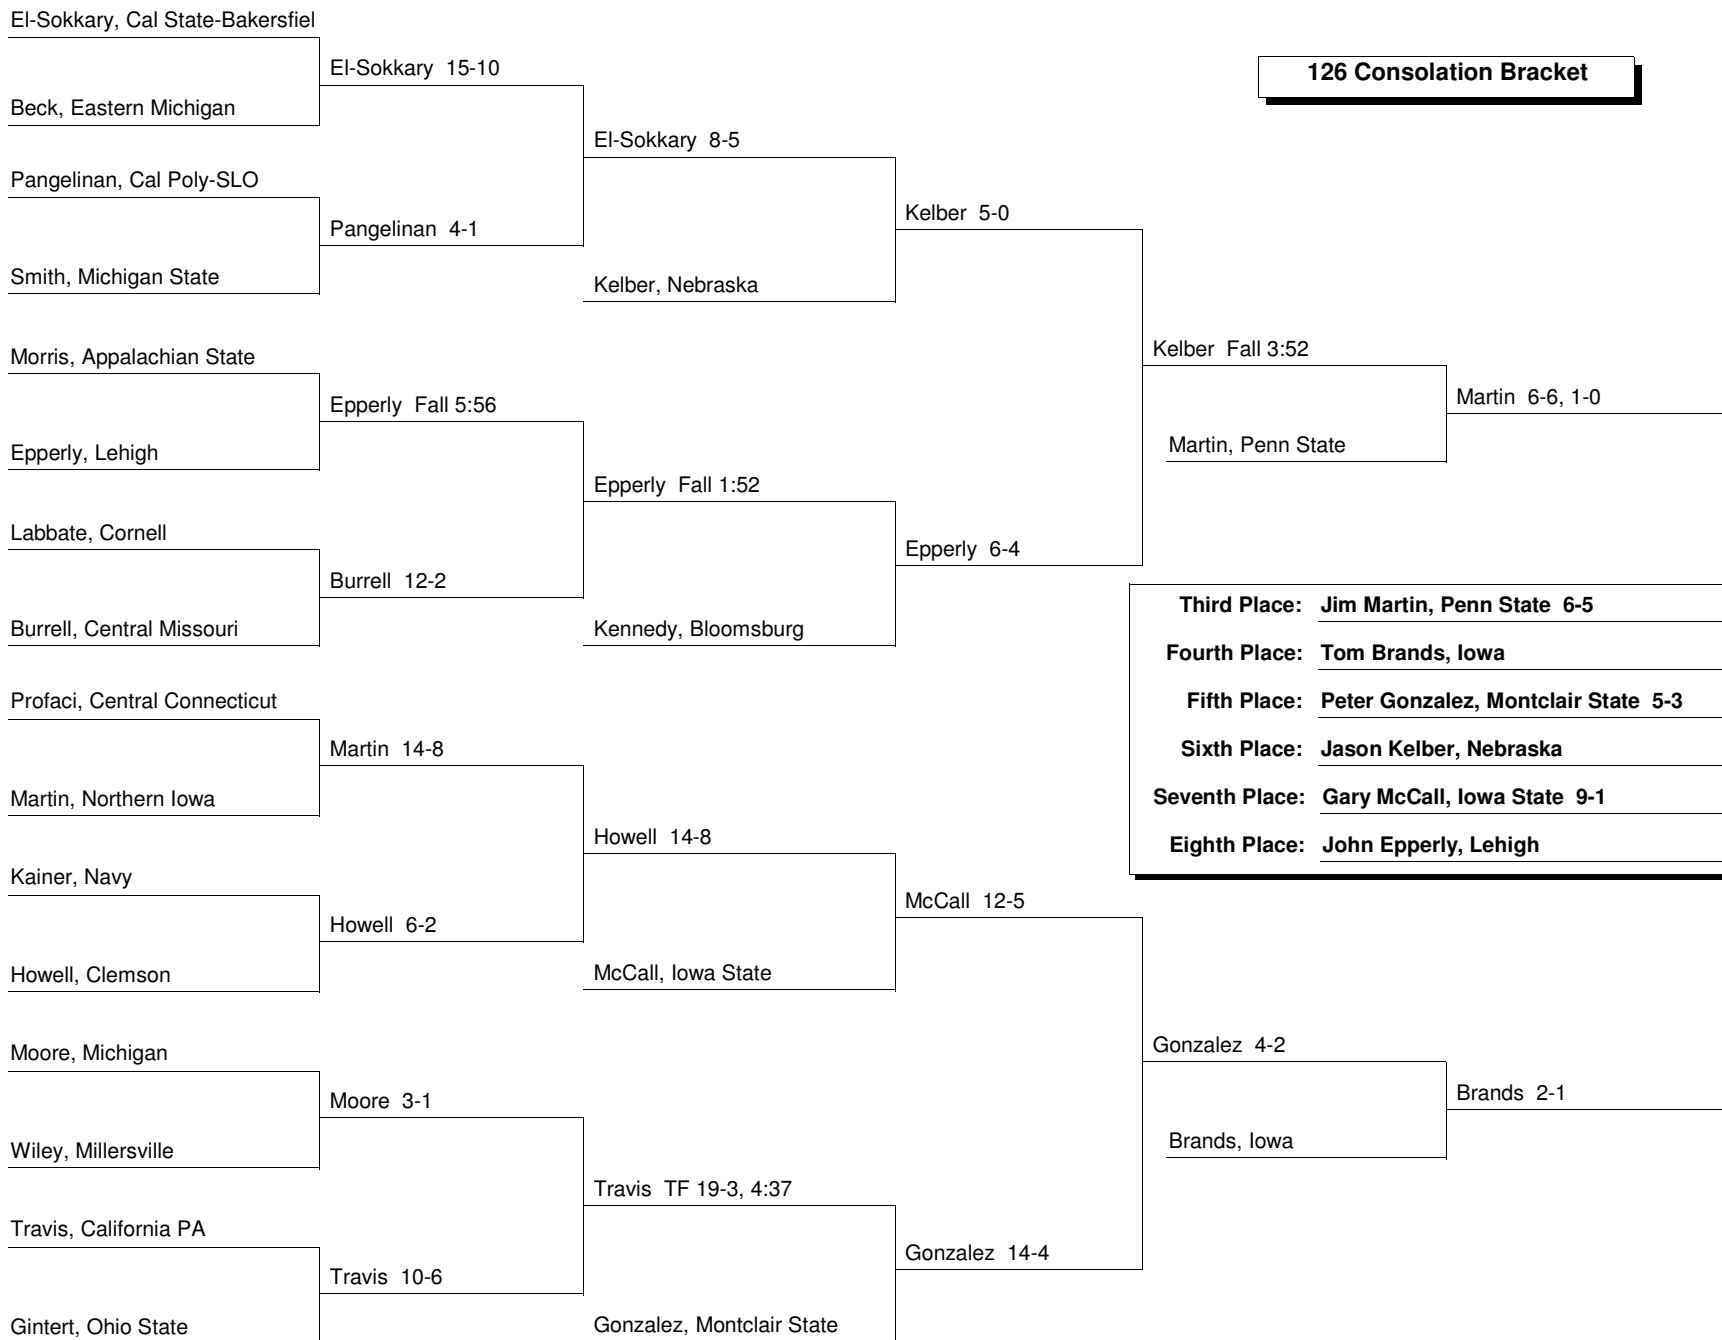 El-Sokkary, Cal State-Bakersfiel
Beck, Eastern Michigan
Pangelinan, Cal Poly-SLO
Smith, Michigan State
Morris, Appalachian State
Epperly, Lehigh
Labbate, Cornell
Burrell, Central Missouri
Profaci, Central Connecticut
Martin, Northern Iowa
Kainer, Navy
Howell, Clemson
Moore, Michigan
Wiley, Millersville
Travis, California PA
Gintert, Ohio State
El-Sokkary 15-10
Pangelinan 4-1
Epperly Fall 5:56
Burrell 12-2
Martin 14-8
Howell 6-2
Moore 3-1
Travis 10-6
El-Sokkary 8-5
Kelber, Nebraska
Epperly Fall 1:52
Kennedy, Bloomsburg
Howell 14-8
McCall, Iowa State
Travis TF 19-3, 4:37
Gonzalez, Montclair State
Kelber 5-0
Epperly 6-4
McCall 12-5
Gonzalez 14-4
126 Consolation Bracket
Kelber Fall 3:52
Martin, Penn State
Martin 6-6, 1-0
Third Place: Jim Martin, Penn State 6-5
Fourth Place: Tom Brands, Iowa
Fifth Place: Peter Gonzalez, Montclair State 5-3
Sixth Place: Jason Kelber, Nebraska
Seventh Place: Gary McCall, Iowa State 9-1
Eighth Place: John Epperly, Lehigh
Gonzalez 4-2
Brands, Iowa
Brands 2-1